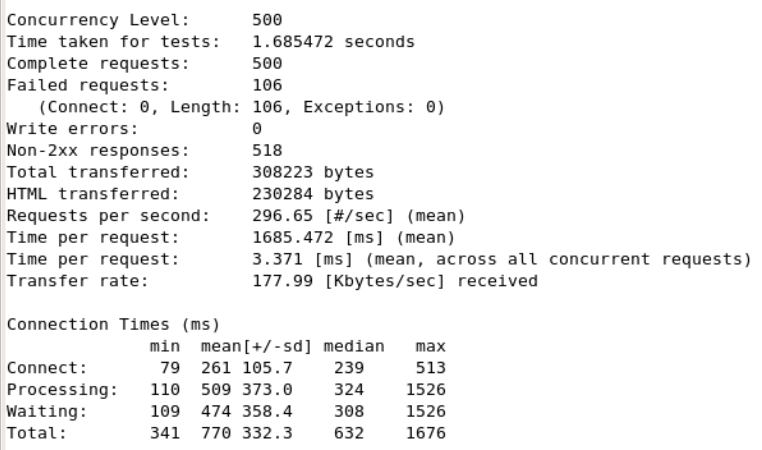 Concurrency Level:      500
Time taken for tests:   1.685472 seconds
Complete requests:      500
Failed requests:        106
   (Connect: 0, Length: 106, Exceptions: 0)
Write errors:           0
Non-2xx responses:      518
Total transferred:      308223 bytes
HTML transferred:       230284 bytes
Requests per second:    296.65 [#/sec] (mean)
Time per request:       1685.472 [ms] (mean)
Time per request:       3.371 [ms] (mean, across all concurrent requests)
Transfer rate:          177.99 [Kbytes/sec] received

Connection Times (ms)
              min  mean[+/-sd] median   max
Connect:       79  261 105.7    239     513
Processing:   110  509 373.0    324    1526
Waiting:      109  474 358.4    308    1526
Total:        341  770 332.3    632    1676